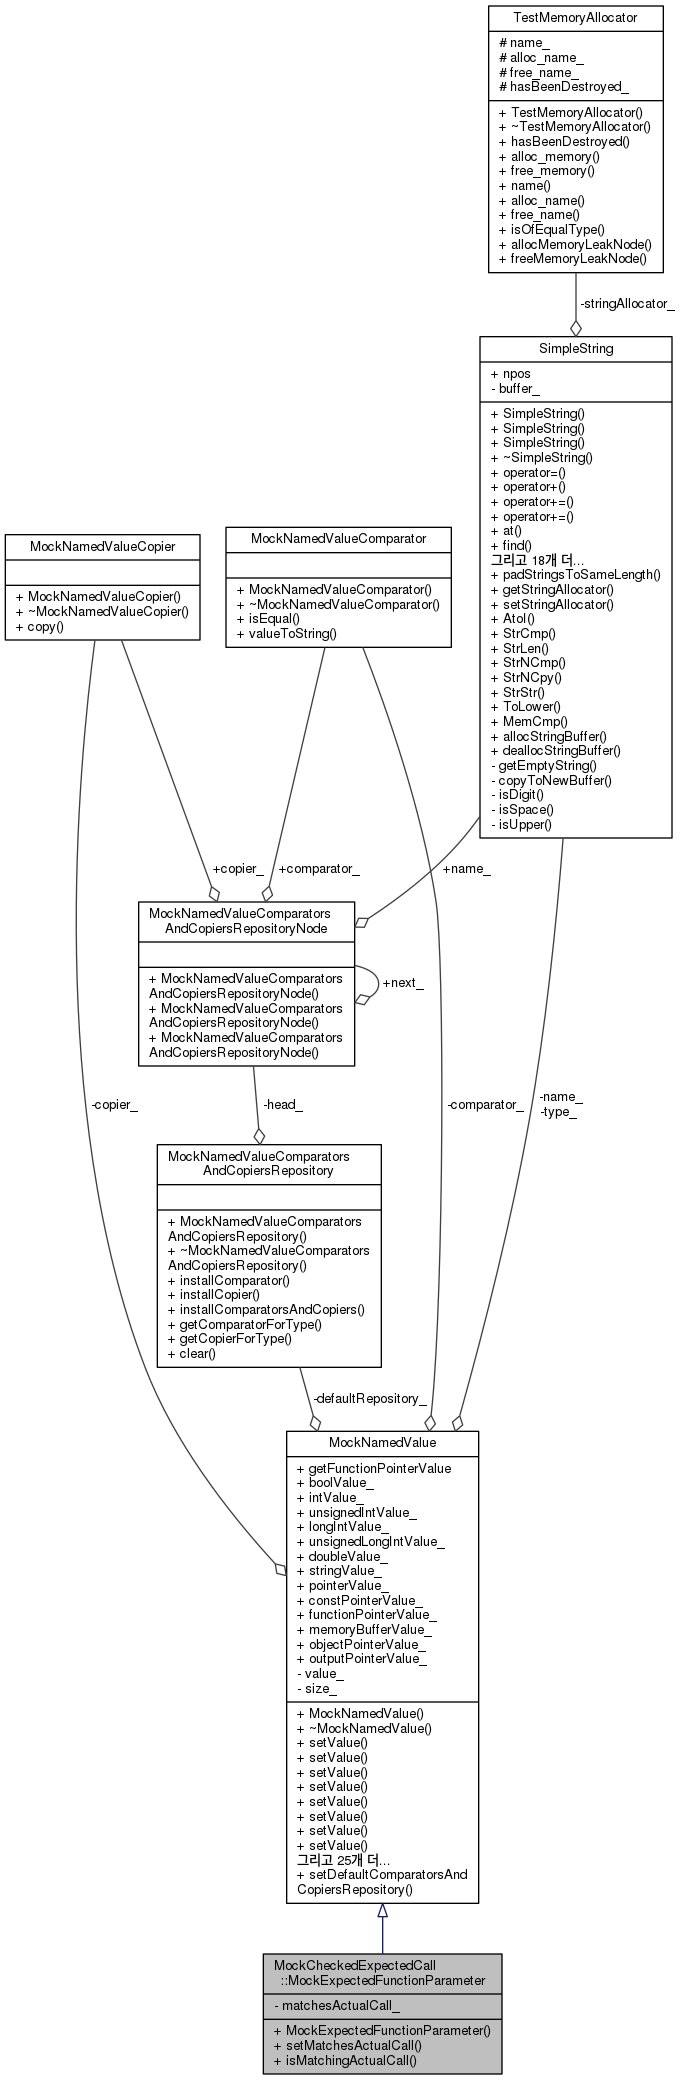 TestMemoryAllocator
# name_
# alloc_name_
# free_name_
# hasBeenDestroyed_
+ TestMemoryAllocator()
+ ~TestMemoryAllocator()
+ hasBeenDestroyed()
+ alloc_memory()
+ free_memory()
+ name()
+ alloc_name()
+ free_name()
+ isOfEqualType()
+ allocMemoryLeakNode()
+ freeMemoryLeakNode()
-stringAllocator_
SimpleString
+ npos
- buffer_
+ SimpleString()
+ SimpleString()
+ SimpleString()
+ ~SimpleString()
+ operator=()
+ operator+()
+ operator+=()
+ operator+=()
+ at()
+ find()
그리고 18개 더...
+ padStringsToSameLength()
+ getStringAllocator()
+ setStringAllocator()
+ AtoI()
+ StrCmp()
+ StrLen()
+ StrNCmp()
+ StrNCpy()
+ StrStr()
+ ToLower()
+ MemCmp()
+ allocStringBuffer()
+ deallocStringBuffer()
- getEmptyString()
- copyToNewBuffer()
- isDigit()
- isSpace()
- isUpper()
MockNamedValueCopier
+ MockNamedValueCopier()
+ ~MockNamedValueCopier()
+ copy()
MockNamedValueComparator
+ MockNamedValueComparator()
+ ~MockNamedValueComparator()
+ isEqual()
+ valueToString()
+copier_
+comparator_
+name_
MockNamedValueComparators
AndCopiersRepositoryNode
+ MockNamedValueComparators
AndCopiersRepositoryNode()
+ MockNamedValueComparators
AndCopiersRepositoryNode()
+ MockNamedValueComparators
AndCopiersRepositoryNode()
+next_
-copier_
-head_
-comparator_
-name_
-type_
MockNamedValueComparators
AndCopiersRepository
+ MockNamedValueComparators
AndCopiersRepository()
+ ~MockNamedValueComparators
AndCopiersRepository()
+ installComparator()
+ installCopier()
+ installComparatorsAndCopiers()
+ getComparatorForType()
+ getCopierForType()
+ clear()
-defaultRepository_
MockNamedValue
+ getFunctionPointerValue
+ boolValue_
+ intValue_
+ unsignedIntValue_
+ longIntValue_
+ unsignedLongIntValue_
+ doubleValue_
+ stringValue_
+ pointerValue_
+ constPointerValue_
+ functionPointerValue_
+ memoryBufferValue_
+ objectPointerValue_
+ outputPointerValue_
- value_
- size_
+ MockNamedValue()
+ ~MockNamedValue()
+ setValue()
+ setValue()
+ setValue()
+ setValue()
+ setValue()
+ setValue()
+ setValue()
+ setValue()
그리고 25개 더...
+ setDefaultComparatorsAnd
CopiersRepository()
MockCheckedExpectedCall
::MockExpectedFunctionParameter
- matchesActualCall_
+ MockExpectedFunctionParameter()
+ setMatchesActualCall()
+ isMatchingActualCall()